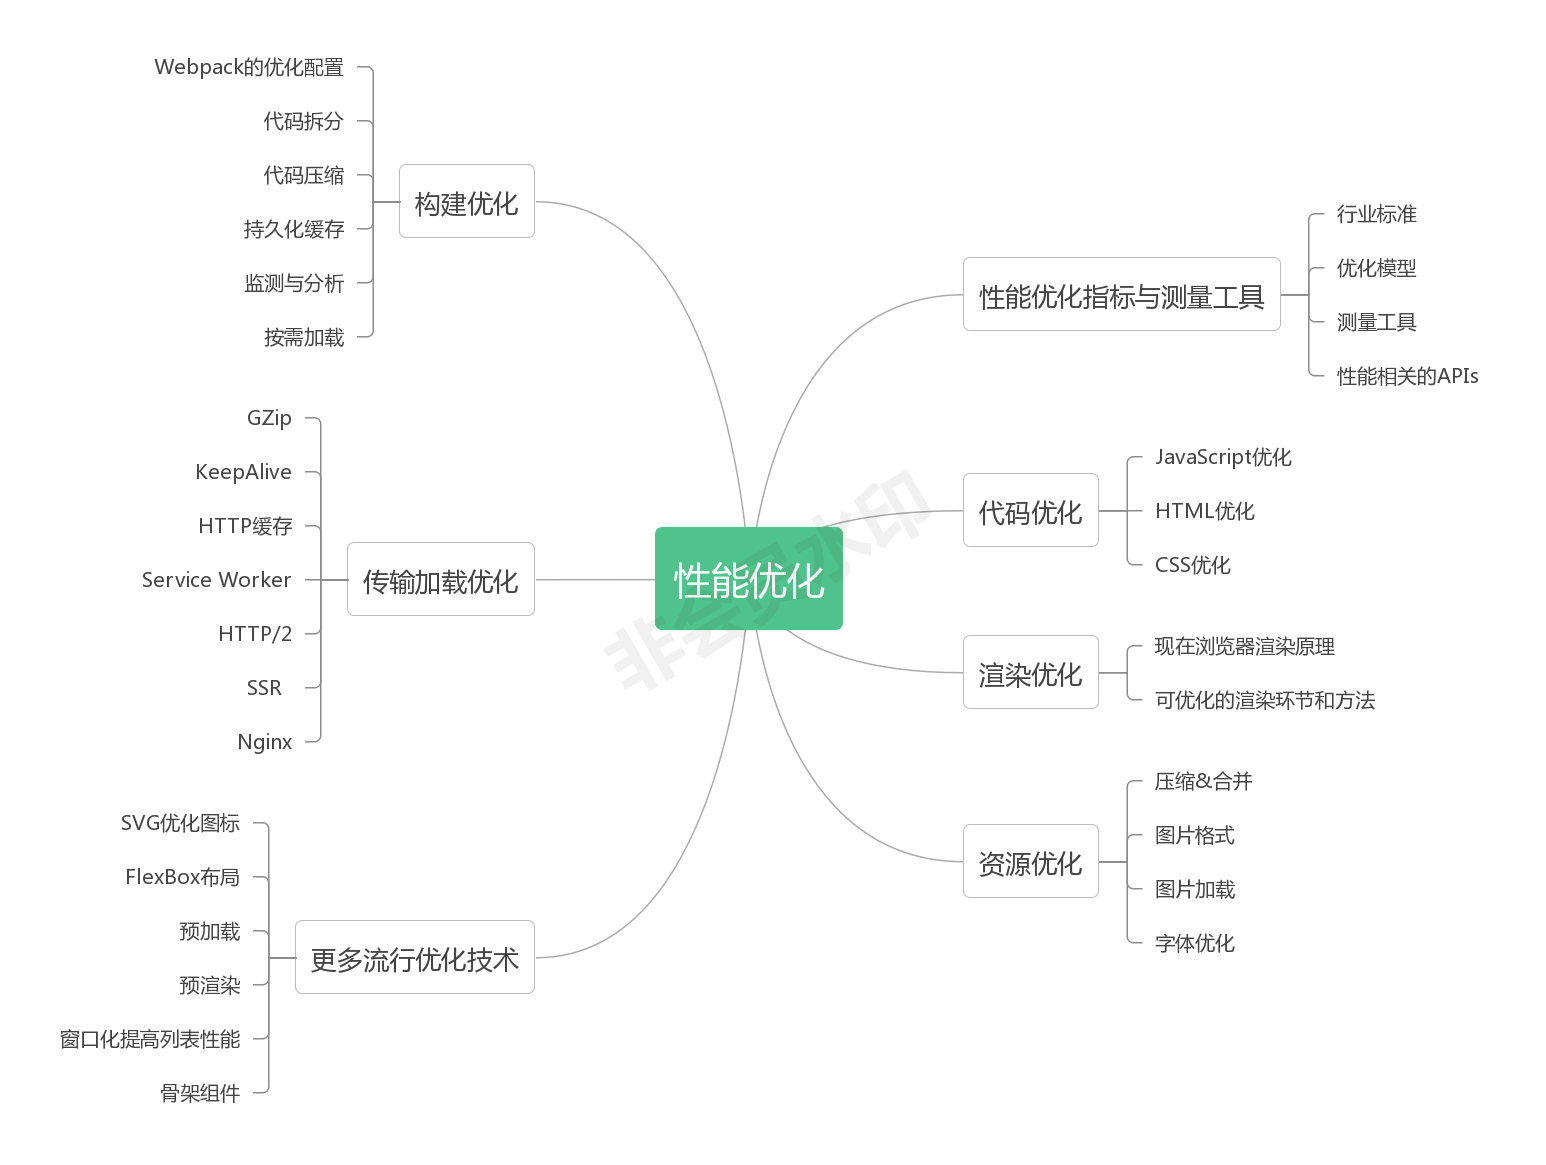 性能优化
性能优化指标与测量工具
行业标准
优化模型
测量工具
性能相关的APIs
代码优化
JavaScript优化
HTML优化
CSS优化
渲染优化
现在浏览器渲染原理
可优化的渲染环节和方法
资源优化
压缩&合并
图片格式
图片加载
字体优化
构建优化
Webpack的优化配置
代码拆分
代码压缩
持久化缓存
监测与分析
按需加载
传输加载优化
GZip
KeepAlive
HTTP缓存
Service Worker
HTTP/2
SSR
Nginx
更多流行优化技术
SVG优化图标
FlexBox布局
预加载
预渲染
窗口化提高列表性能
骨架组件
非会员水印